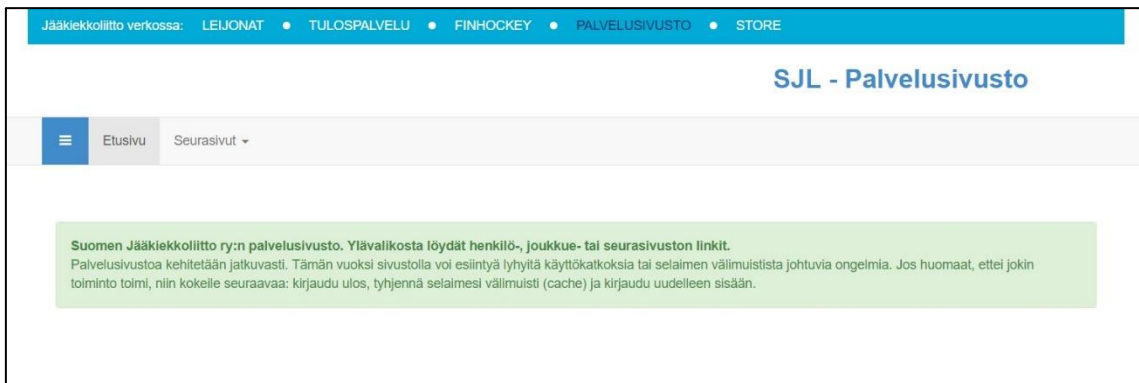 Jääkiekkoliitto verkossa: LEIJONAT ● TULOSPALVELU ● FINHOCKEY ● PALVELUSIVUSTO ● STORE
SJL - Palvelusivusto
Etusivu Seurasivut
Suomen Jääkiekkoliitto ry:n palvelusivusto. Ylävalikosta löydät henkilö-, joukkue- tai seurasivuston linkit.
Palvelusivustoa kehitetään jatkuvasti. Tämän vuoksi sivustolla voi esiintyä lyhyitä käyttökatkoksia tai selaimen välimuistista johtuvia ongelmia. Jos huomaat, ettei jokin
toiminto toimi, niin kokeile seuraavaa: kirjaudu ulos, tyhjennä selaimesi välimuisti (cache) ja kirjaudu uudelleen sisään.